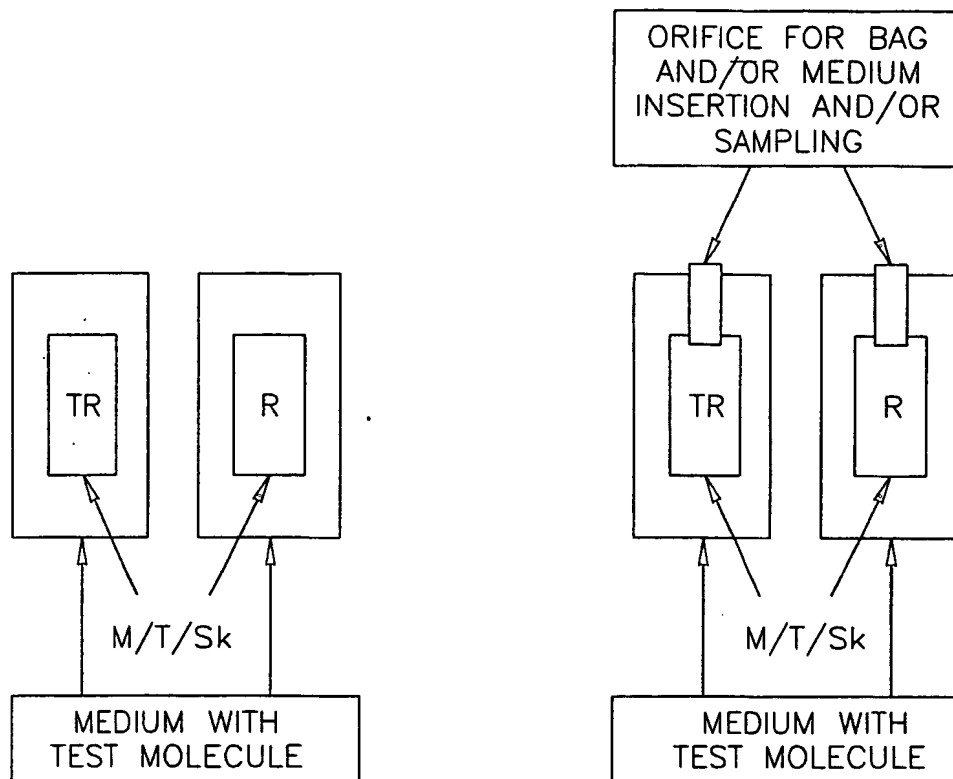 ORIFICE FOR BAG
AND/OR MEDIUM
INSERTION AND/OR
SAMPLING
TR
R
TR
R
M/T/Sk
M/T/Sk
MEDIUM WITH
TEST MOLECULE
MEDIUM WITH
TEST MOLECULE